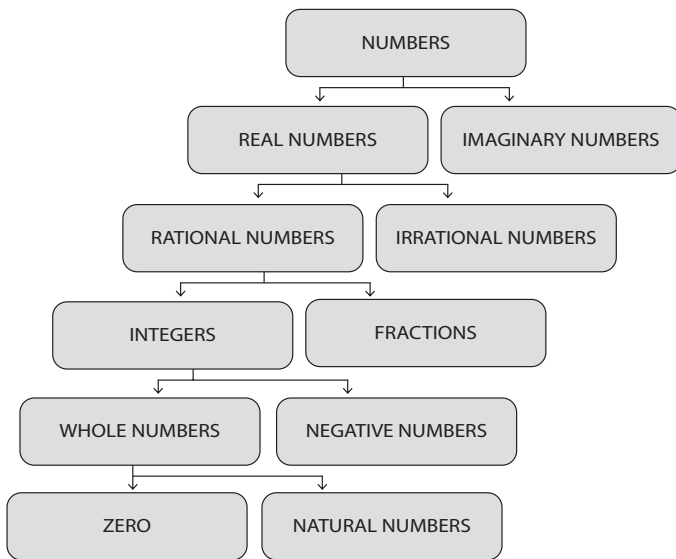 NUMBERS
REAL NUMBERS
IMAGINARY NUMBERS
RATIONAL NUMBERS
IRRATIONAL NUMBERS
INTEGERS
FRACTIONS
WHOLE NUMBERS
NEGATIVE NUMBERS
ZERO
NATURAL NUMBERS